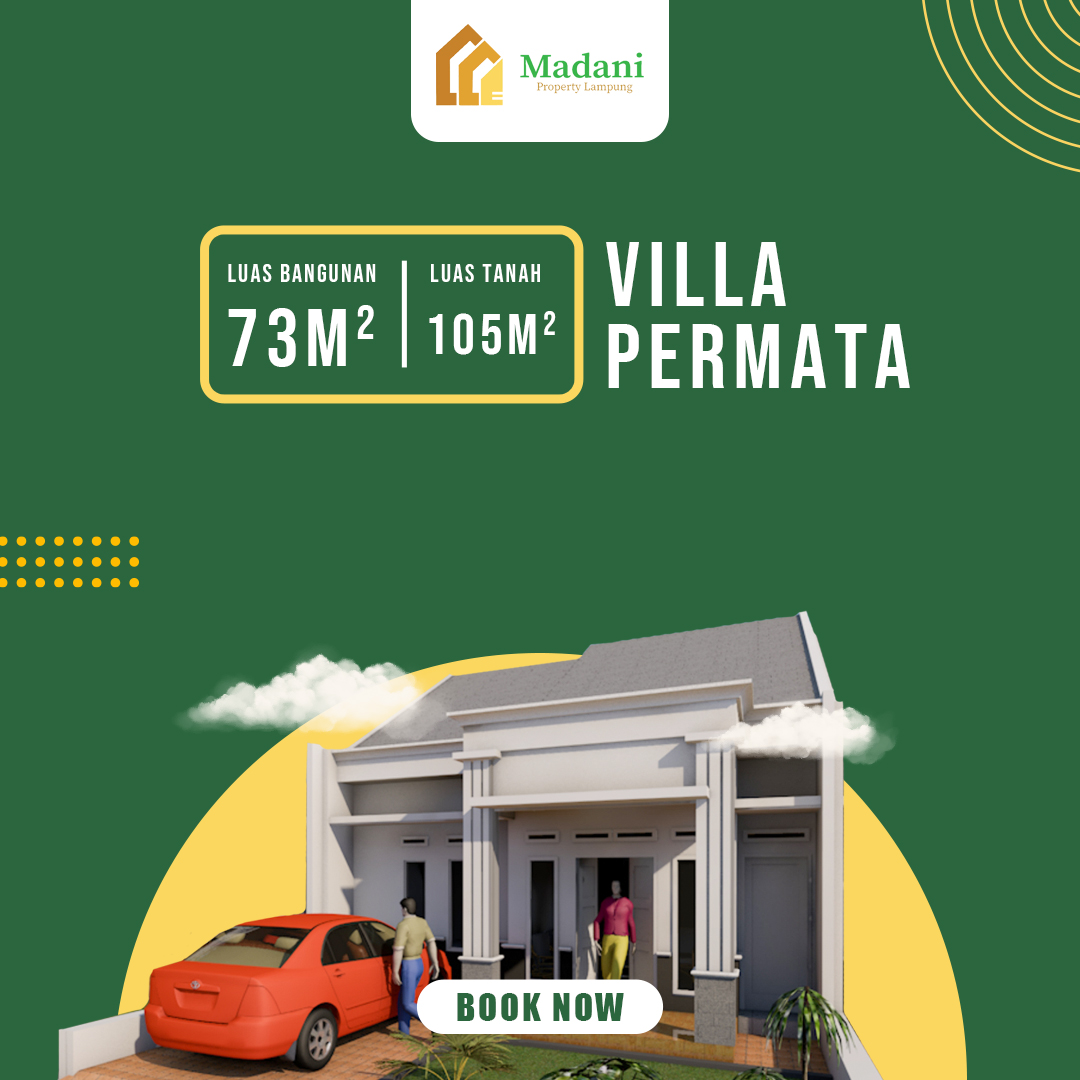 Madani
Property Lampung
LUAS BANGUNAN
73M²
LUAS TANAH
105M²
VILLA
PERMATA
BOOK NOW